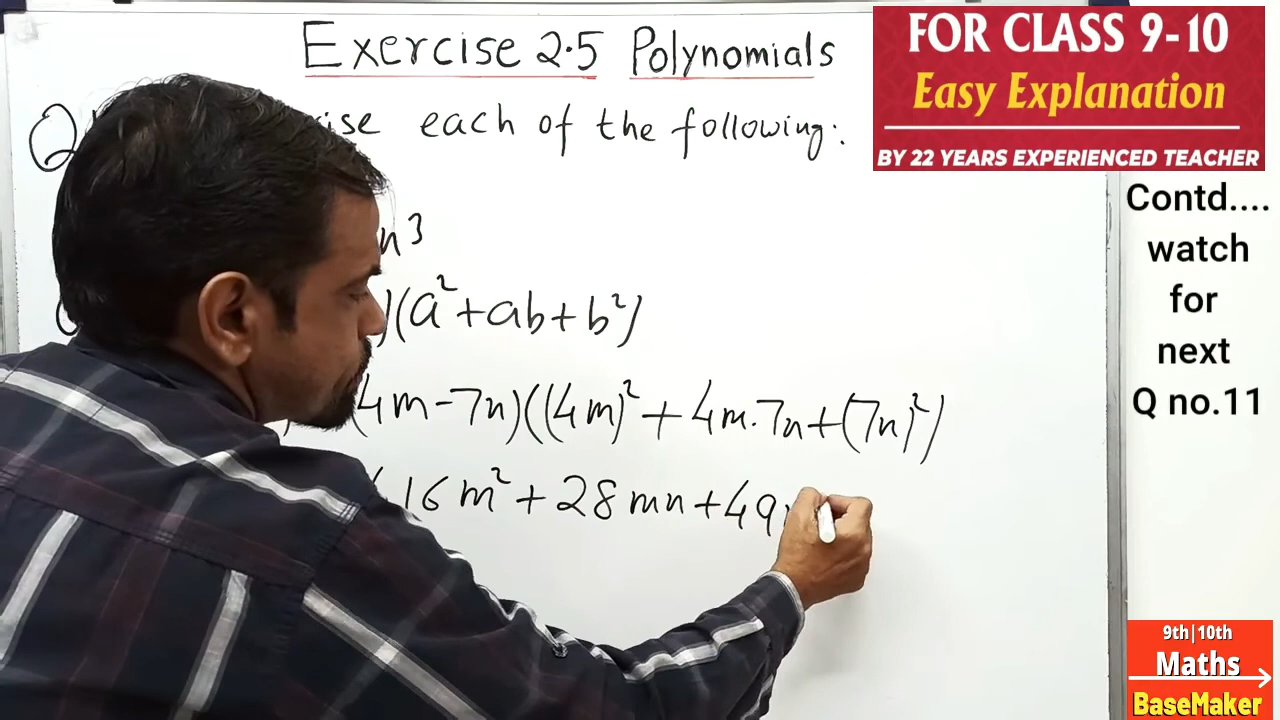 Exercise 2.5 Polynomials
Q
ise each of the following:
n³
)(a²+ab+b²)
(4m-7n)((4m)²+4m.7n+(7n)²)
16m²+28mn+49
FOR CLASS 9-10
Easy Explanation
BY 22 YEARS EXPERIENCED TEACHER
Contd....
watch
for
next
Q no.11
9th|10th
Maths
BaseMaker